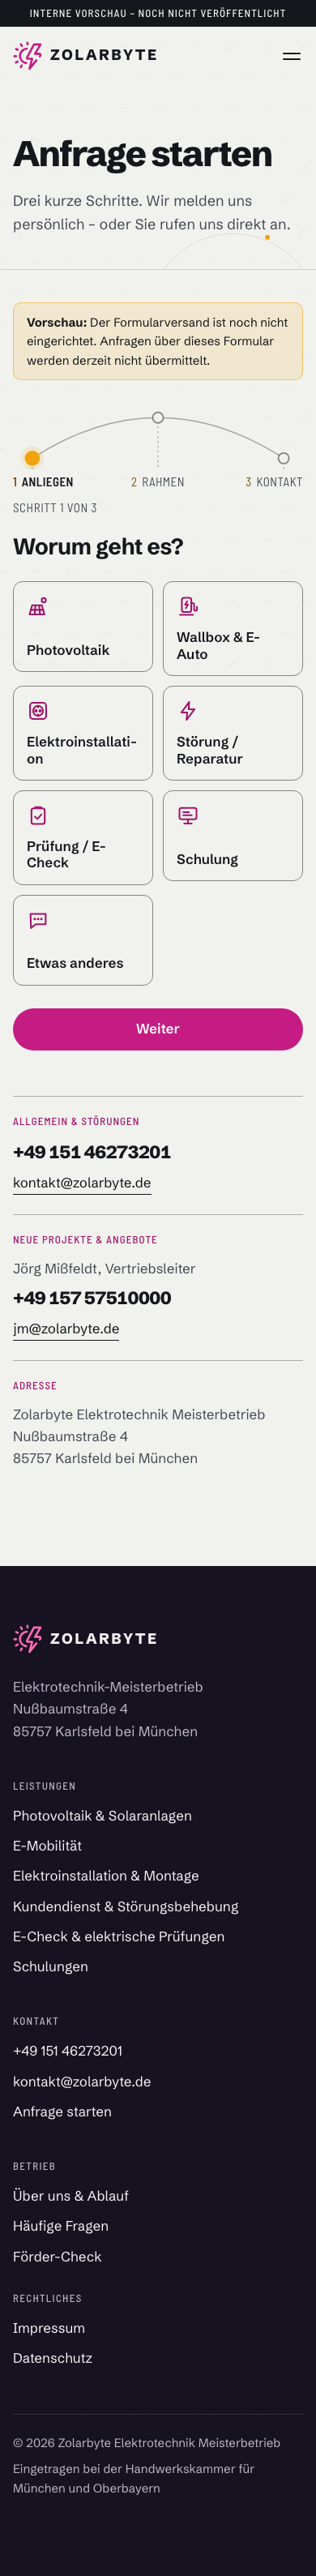 INTERNE VORSCHAU – NOCH NICHT VERÖFFENTLICHT
ZOLARBYTE
Anfrage starten
Drei kurze Schritte. Wir melden uns
persönlich – oder Sie rufen uns direkt an.
Vorschau: Der Formularversand ist noch nicht
eingerichtet. Anfragen über dieses Formular
werden derzeit nicht übermittelt.
1 ANLIEGEN
2 RAHMEN
3 KONTAKT
SCHRITT 1 VON 3
Worum geht es?
Photovoltaik
Wallbox & E-
Auto
Elektroinstallati-
on
Störung /
Reparatur
Prüfung / E-
Check
Schulung
Etwas anderes
Weiter
ALLGEMEIN & STÖRUNGEN
+49 151 46273201
kontakt@zolarbyte.de
NEUE PROJEKTE & ANGEBOTE
Jörg Mißfeldt, Vertriebsleiter
+49 157 57510000
jm@zolarbyte.de
ADRESSE
Zolarbyte Elektrotechnik Meisterbetrieb
Nußbaumstraße 4
85757 Karlsfeld bei München
ZOLARBYTE
Elektrotechnik-Meisterbetrieb
Nußbaumstraße 4
85757 Karlsfeld bei München
LEISTUNGEN
Photovoltaik & Solaranlagen
E-Mobilität
Elektroinstallation & Montage
Kundendienst & Störungsbehebung
E-Check & elektrische Prüfungen
Schulungen
KONTAKT
+49 151 46273201
kontakt@zolarbyte.de
Anfrage starten
BETRIEB
Über uns & Ablauf
Häufige Fragen
Förder-Check
RECHTLICHES
Impressum
Datenschutz
© 2026 Zolarbyte Elektrotechnik Meisterbetrieb
Eingetragen bei der Handwerkskammer für
München und Oberbayern